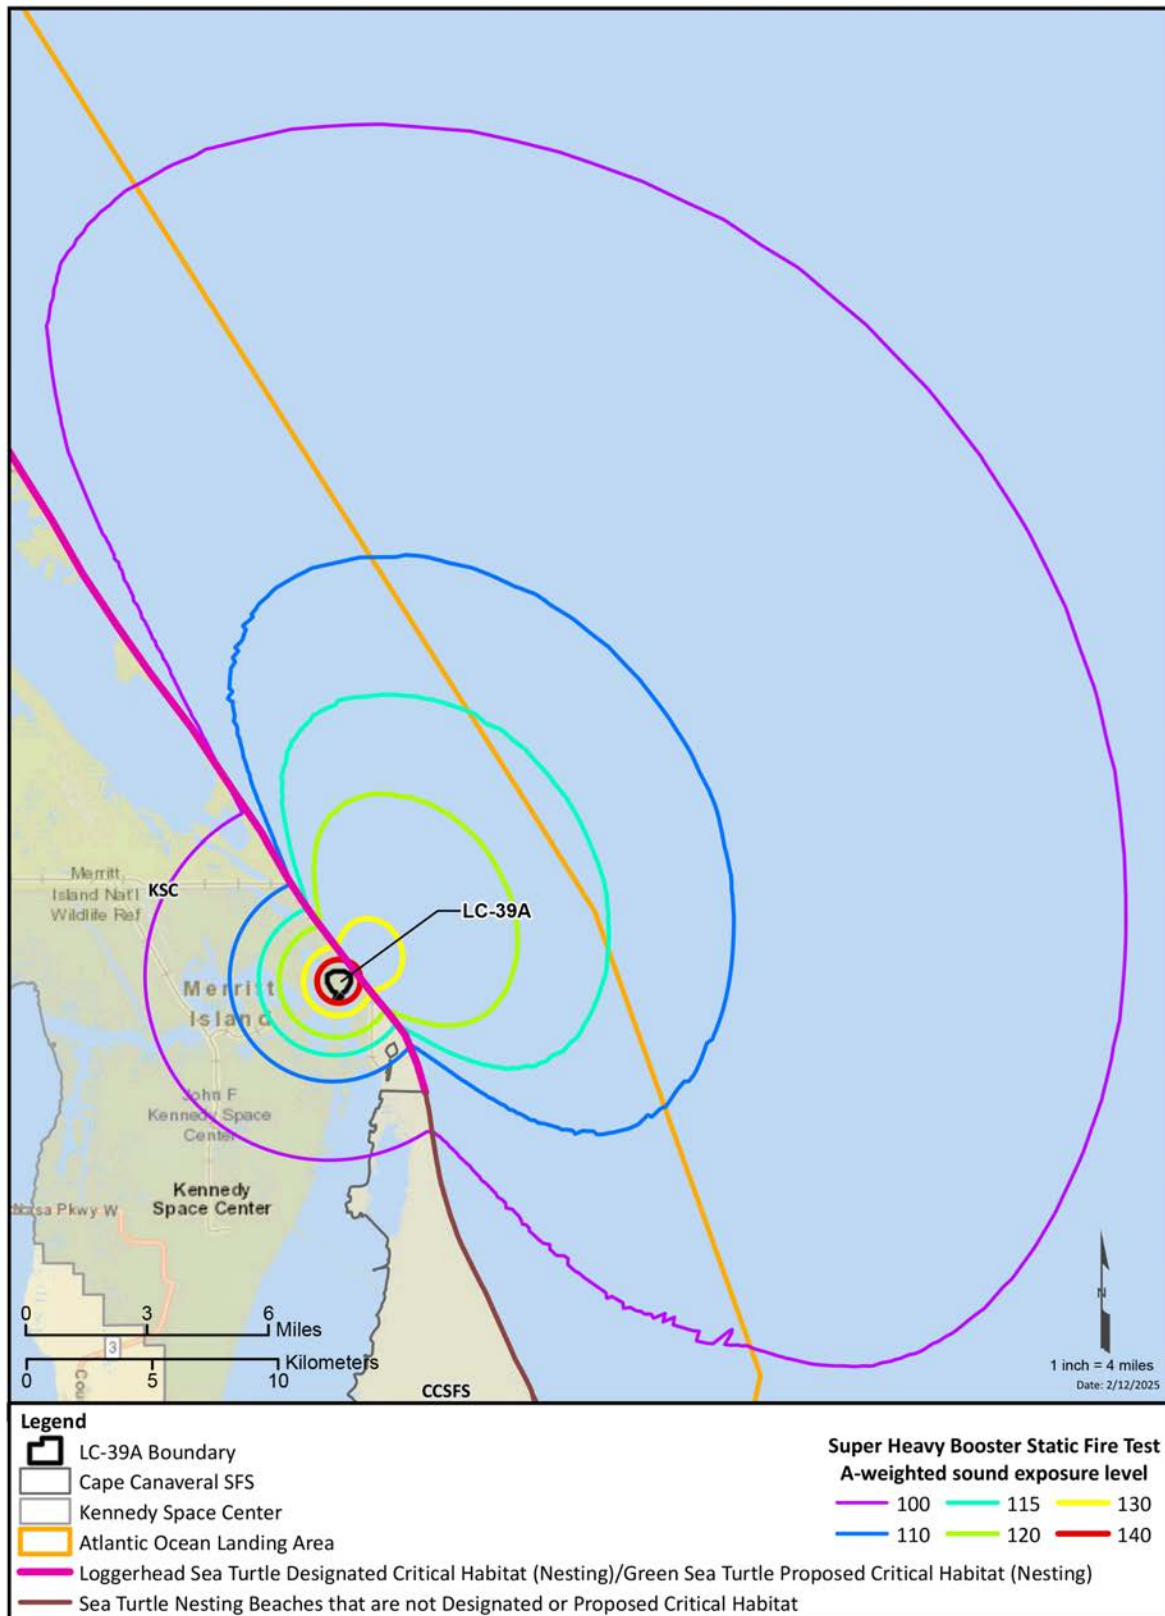 LC-39A
Merritt
Island Nat'l
Wildlife Ref
KSC
Merritt
Island
John F
Kennedy Space
Center
Kennedy
Space Center
Nasa Pkwy W
0 3 6
Miles
3
Kilometers
0 5 10
CCSFS
N
1 inch = 4 miles
Date: 2/12/2025
Legend
LC-39A Boundary
Cape Canaveral SFS
Kennedy Space Center
Atlantic Ocean Landing Area
Loggerhead Sea Turtle Designated Critical Habitat (Nesting)/Green Sea Turtle Proposed Critical Habitat (Nesting)
Sea Turtle Nesting Beaches that are not Designated or Proposed Critical Habitat
Super Heavy Booster Static Fire Test
A-weighted sound exposure level
100 115 130
110 120 140